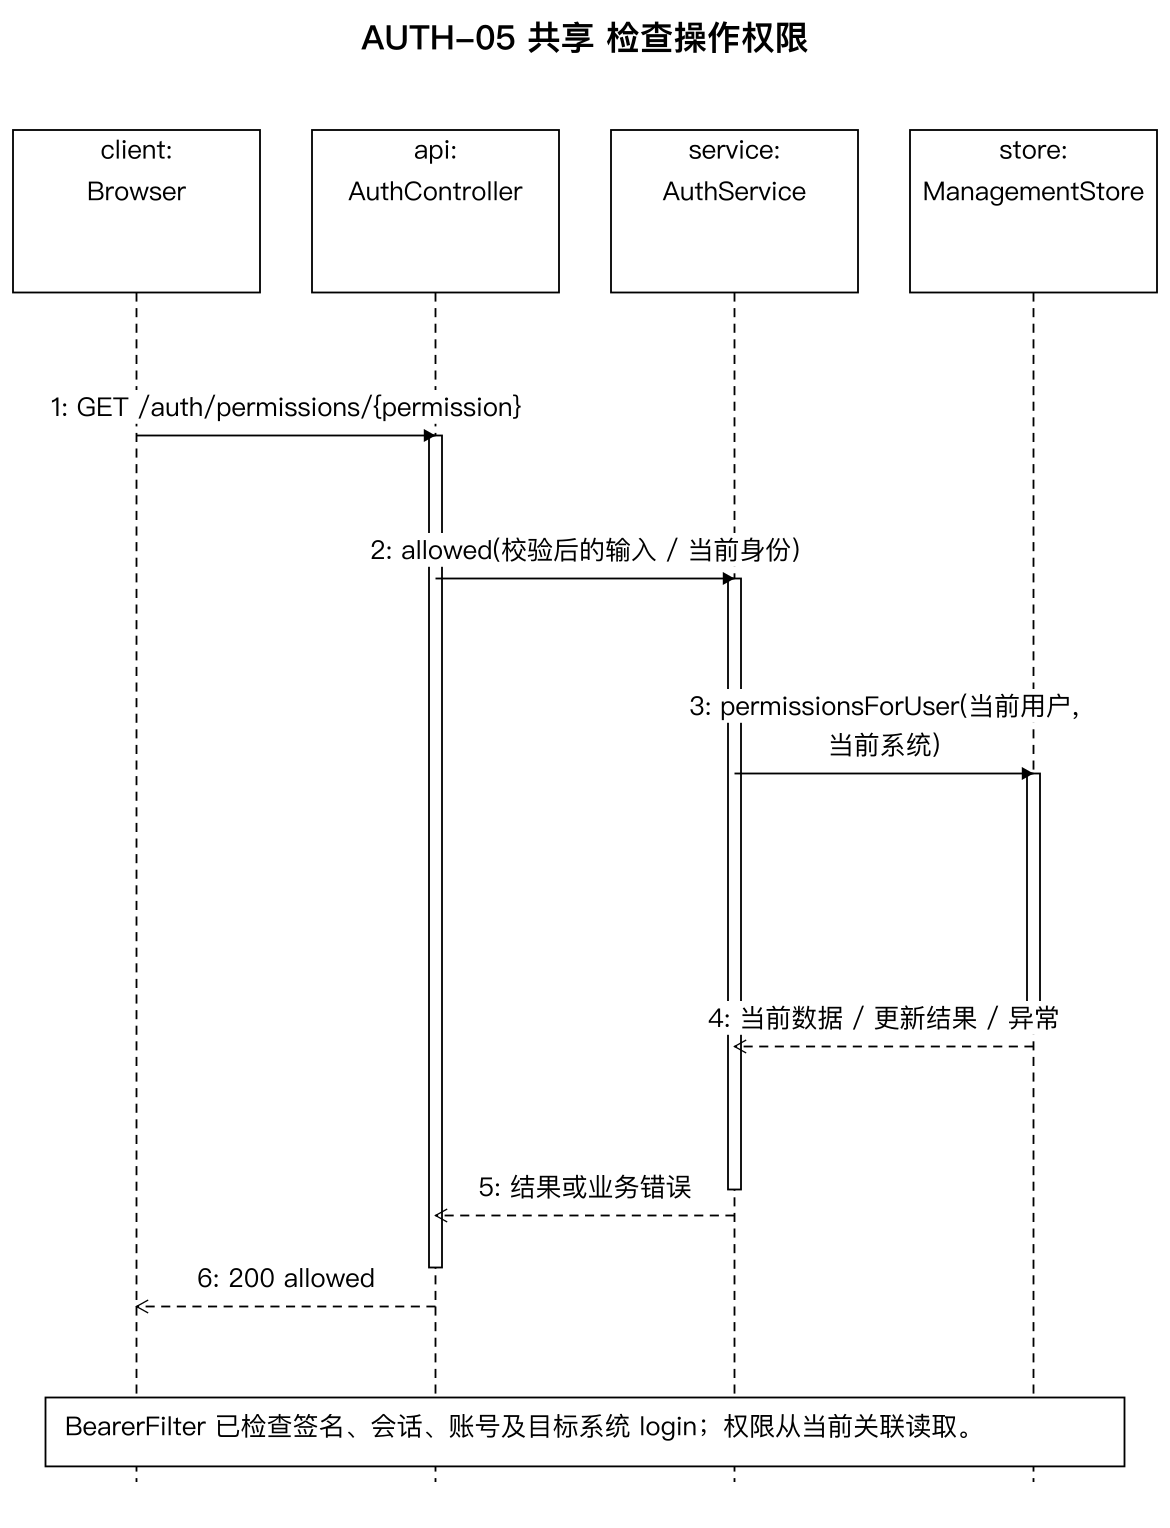 AUTH-05 共享 检查操作权限
client:
Browser
api:
AuthController
service:
AuthService
store:
ManagementStore
1: GET /auth/permissions/{permission}
2: allowed(校验后的输入 / 当前身份)
3: permissionsForUser(当前用户,
当前系统)
4: 当前数据 / 更新结果 / 异常
5: 结果或业务错误
6: 200 allowed
BearerFilter 已检查签名、会话、账号及目标系统 login；权限从当前关联读取。